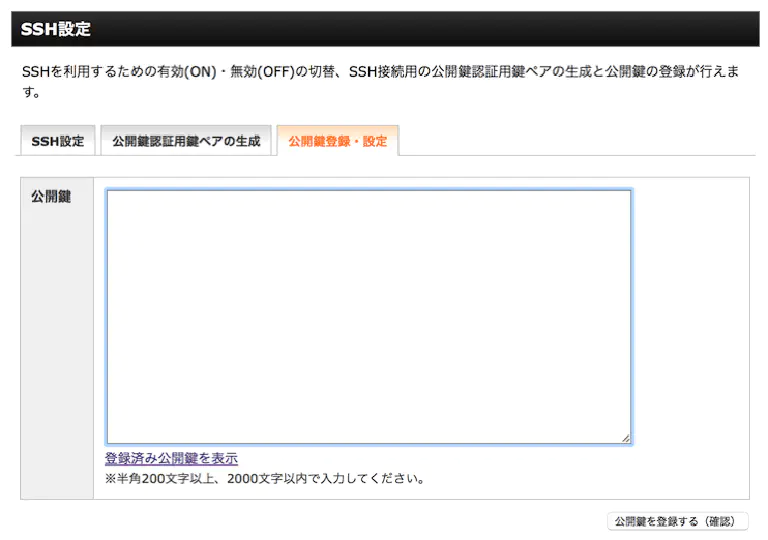 SSH設定
SSHを利用するための有効(ON)・無効(OFF)の切替、SSH接続用の公開鍵認証用鍵ペアの生成と公開鍵の登録が行えま
す。
SSH設定
公開鍵認証用鍵ペアの生成
公開鍵登録・設定
公開鍵
登録済み公開鍵を表示
※半角200文字以上、2000文字以内で入力してください。
公開鍵を登録する（確認）